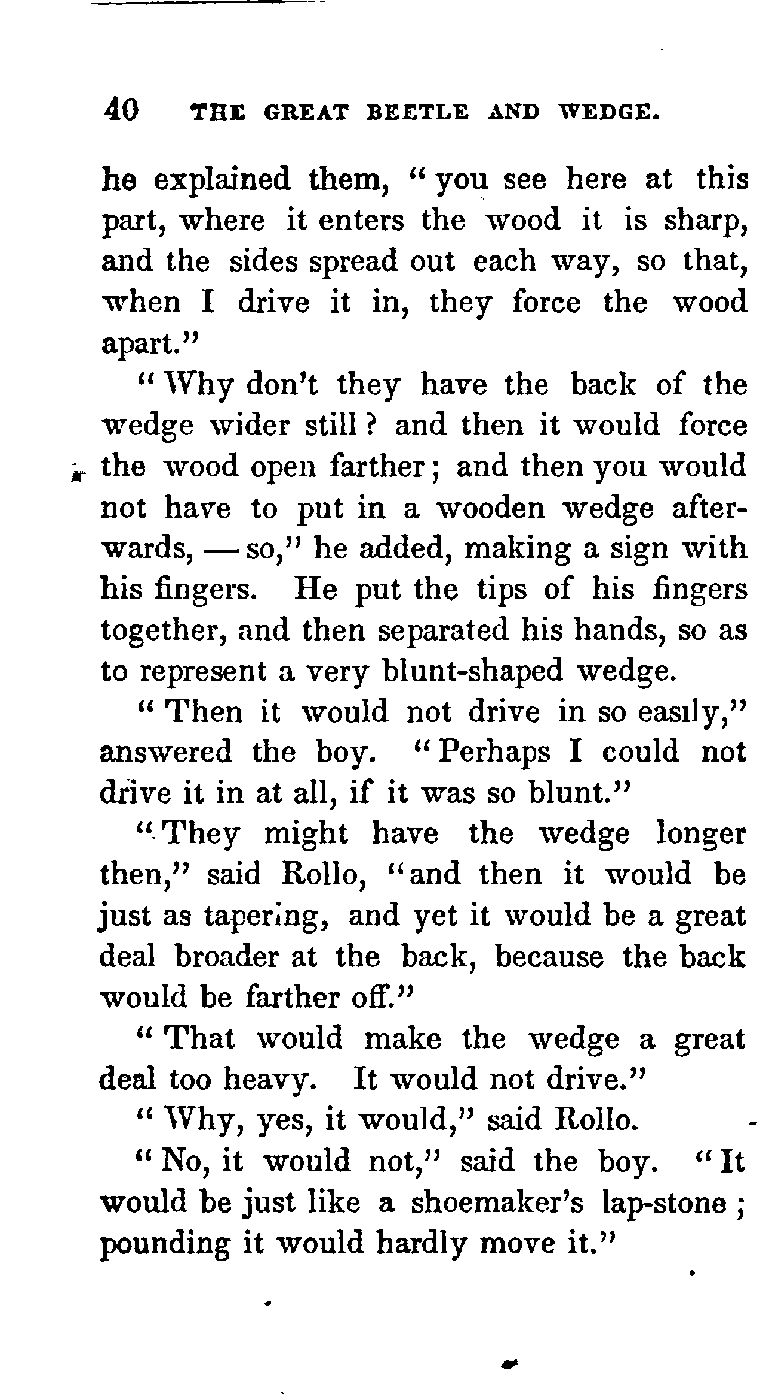 40 THE GREAT BEETLE AND WEDGE.
he explained them, “ you see here at this
part, where it enters the wood it is sharp,
and the sides spread out each way, so that,
when I drive it in, they force the wood
apart.”
“ Why don’t they have the back of the
wedge wider still ? and then it would force
the wood open farther ; and then you would
not have to put in a wooden wedge after-
wards, — so,” he added, making a sign with
his fingers. He put the tips of his fingers
together, and then separated his hands, so as
to represent a very blunt-shaped wedge.
“ Then it would not drive in so easily,”
answered the boy. “ Perhaps I could not
drive it in at all, if it was so blunt.”
“ They might have the wedge longer
then,” said Rollo, “and then it would be
just as tapering, and yet it would be a great
deal broader at the back, because the back
would be farther off.”
“ That would make the wedge a great
deal too heavy. It would not drive.”
“ Why, yes, it would,” said Rollo.
“ No, it would not,” said the boy. “ It
would be just like a shoemaker’s lap-stone ;
pounding it would hardly move it.”